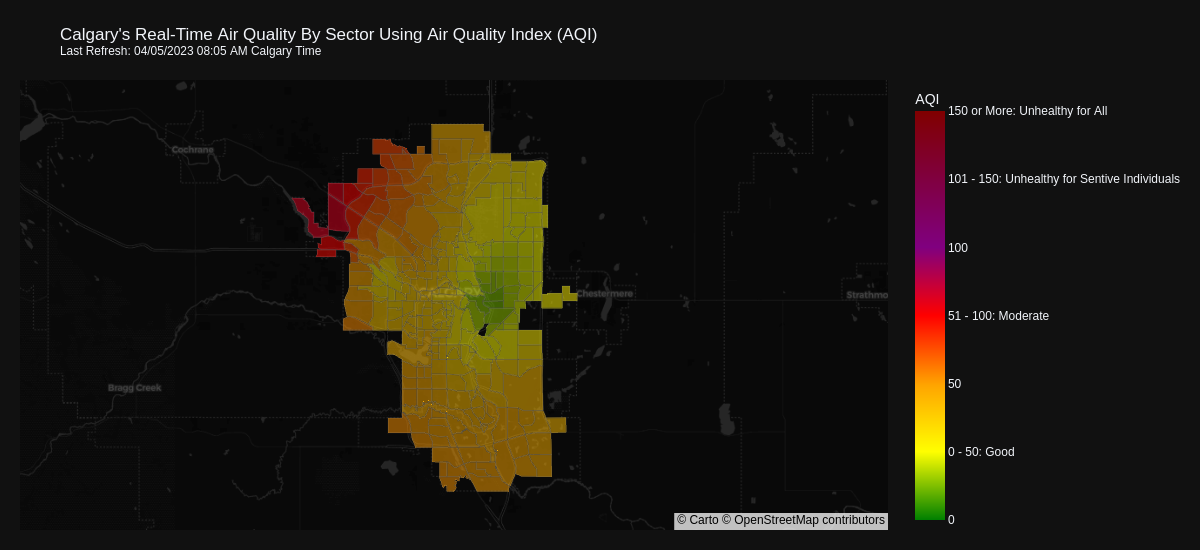 Calgary's Real-Time Air Quality By Sector Using Air Quality Index (AQI)
Last Refresh: 04/05/2023 08:05 AM Calgary Time
AQI
150 or More: Unhealthy for All
Cochrane
101 - 150: Unhealthy for Sentive Individuals
100
Chestermere
Strathmo
51 - 100: Moderate
50
Bragg Creek
0 - 50: Good
0
© Carto © OpenStreetMap contributors